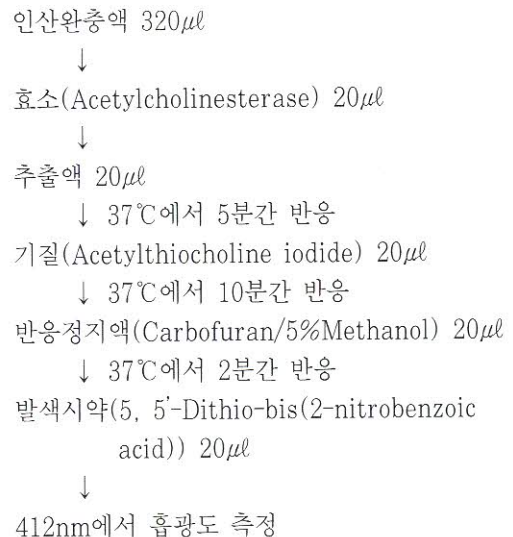 인산완충액 320㎕
↓
효소(Acetylcholinesterase) 20㎕
↓
추출액 20㎕
↓ 37℃에서 5분간 반응
기질(Acetylthiocholine iodide) 20㎕
↓ 37℃에서 10분간 반응
반응정지액(Carbofuran/5%Methanol) 20㎕
↓ 37℃에서 2분간 반응
발색시약(5, 5'-Dithio-bis(2-nitrobenzoic
acid)) 20㎕
↓
412nm에서 흡광도 측정